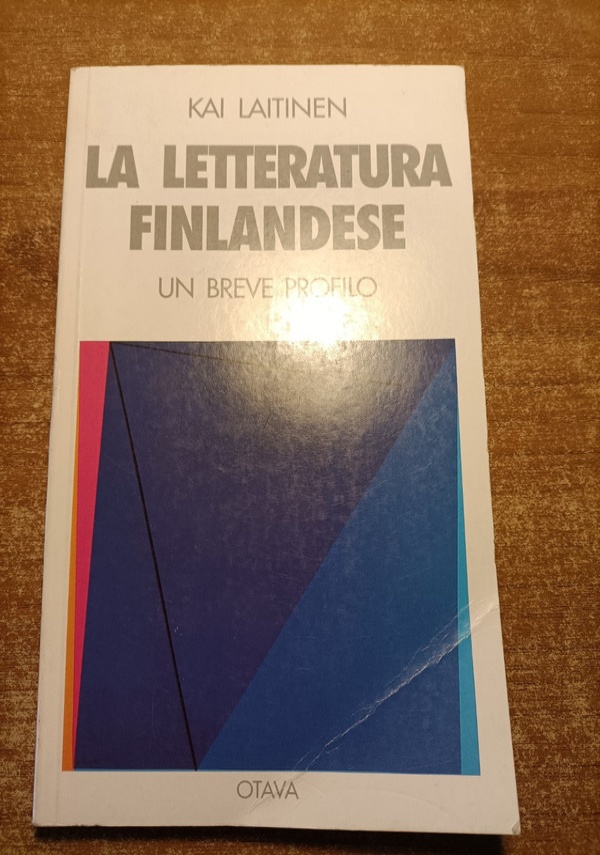 KAI LAITINEN
LA LETTERATURA
FINLANDESE
UN BREVE PROFILO
OTAVA